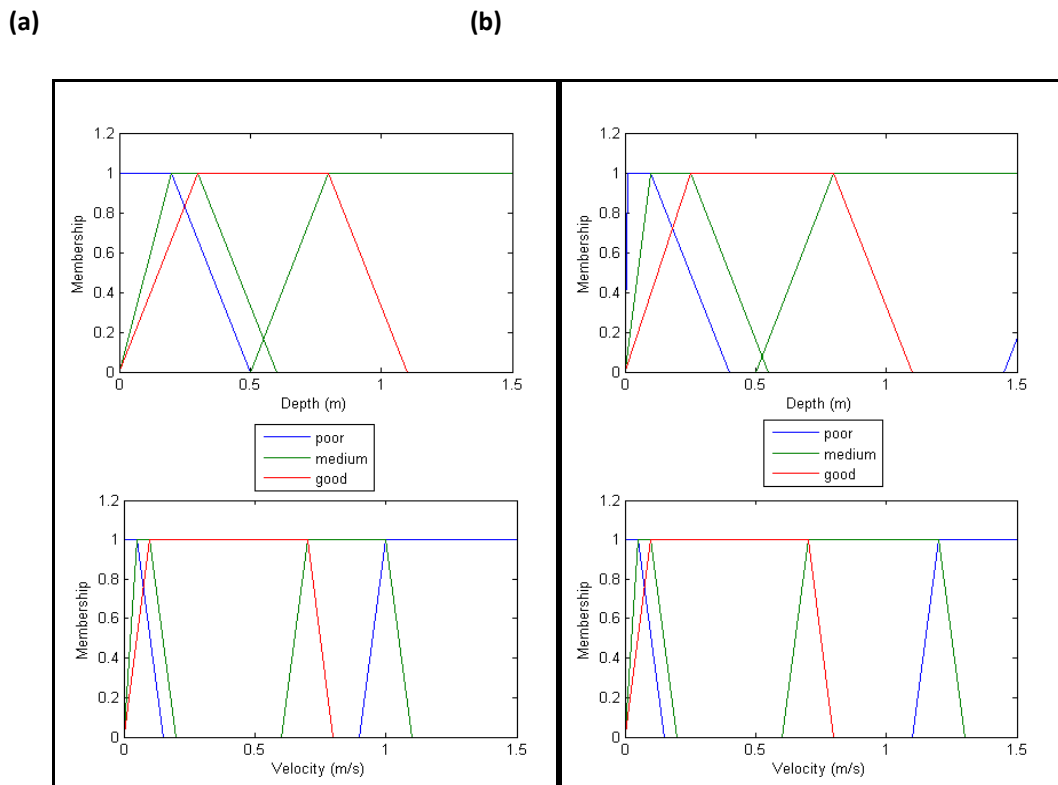 (a) (b)
1.2 1.2
1 1
0.8 0.8
0.6 0.6
0.4 0.4
0.2 0.2
0 0
Membership Membership
0 0.5 1 1.5 0 0.5 1 1.5
Depth (m) Depth (m)
poor poor
medium medium
good good
1.2 1.2
1 1
0.8 0.8
0.6 0.6
0.4 0.4
0.2 0.2
0 0
Membership Membership
0 0.5 1 1.5 0 0.5 1 1.5
Velocity (m/s) Velocity (m/s)